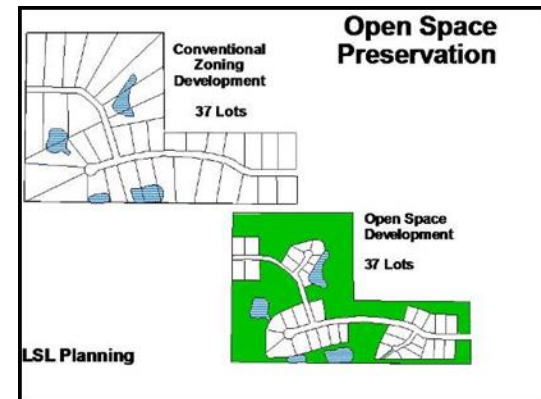 Open Space
Preservation
Conventional
Zoning
Development
37 Lots
Open Space
Development
37 Lots
LSL Planning